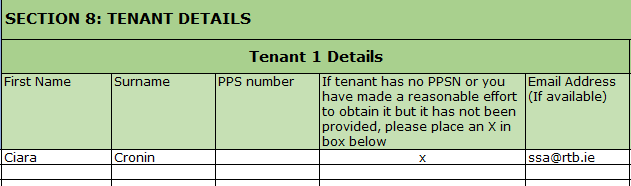 SECTION 8: TENANT DETAILS
Tenant 1 Details
First Name Surname PPS number If tenant has no PPSN or you Email Address
have made a reasonable effort (If available)
to obtain it but it has not been
provided, please place an X in
box below
Ciara Cronin x ssa@rtb.ie